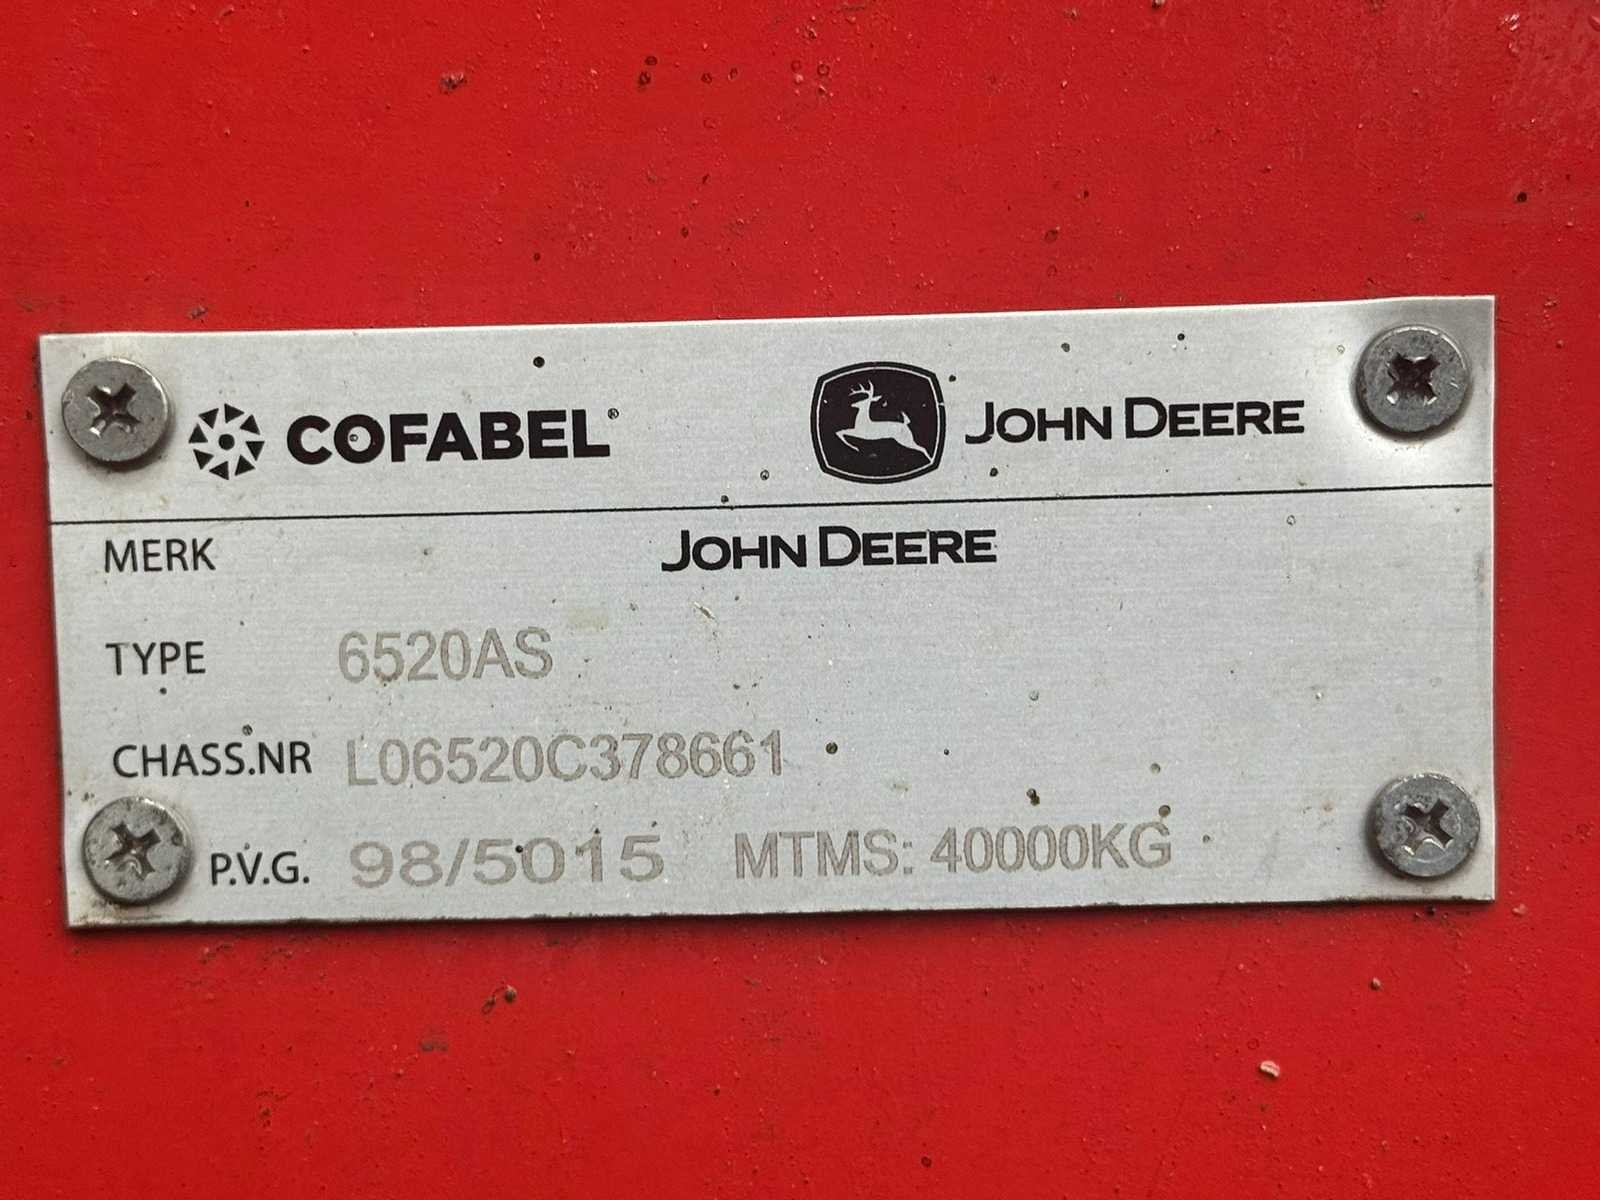 COFABEL® JOHN DEERE
MERK JOHN DEERE
TYPE 6520AS
CHASS.NR L06520C378661
P.V.G. 98/5015 MTMS: 40000KG